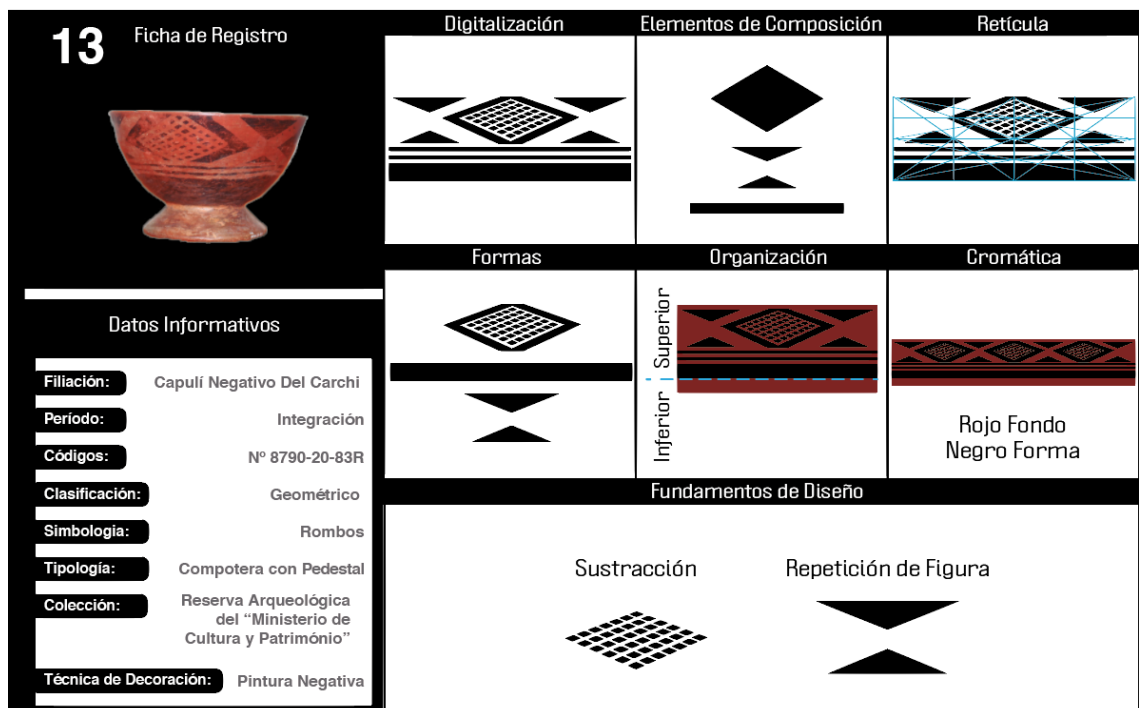 13
Ficha de Registro
Datos Informativos
Filiación: Capulí Negativo Del Carchi
Período: Integración
Códigos: Nº 8790-20-83R
Clasificación: Geométrico
Simbologia: Rombos
Tipología: Compotera con Pedestal
Colección: Reserva Arqueológica
del “Ministerio de
Cultura y Património”
Técnica de Decoración: Pintura Negativa
Digitalización
Elementos de Composición
Retícula
Formas
Organización
Superior
Inferior
Cromática
Rojo Fondo
Negro Forma
Fundamentos de Diseño
Sustracción
Repetición de Figura